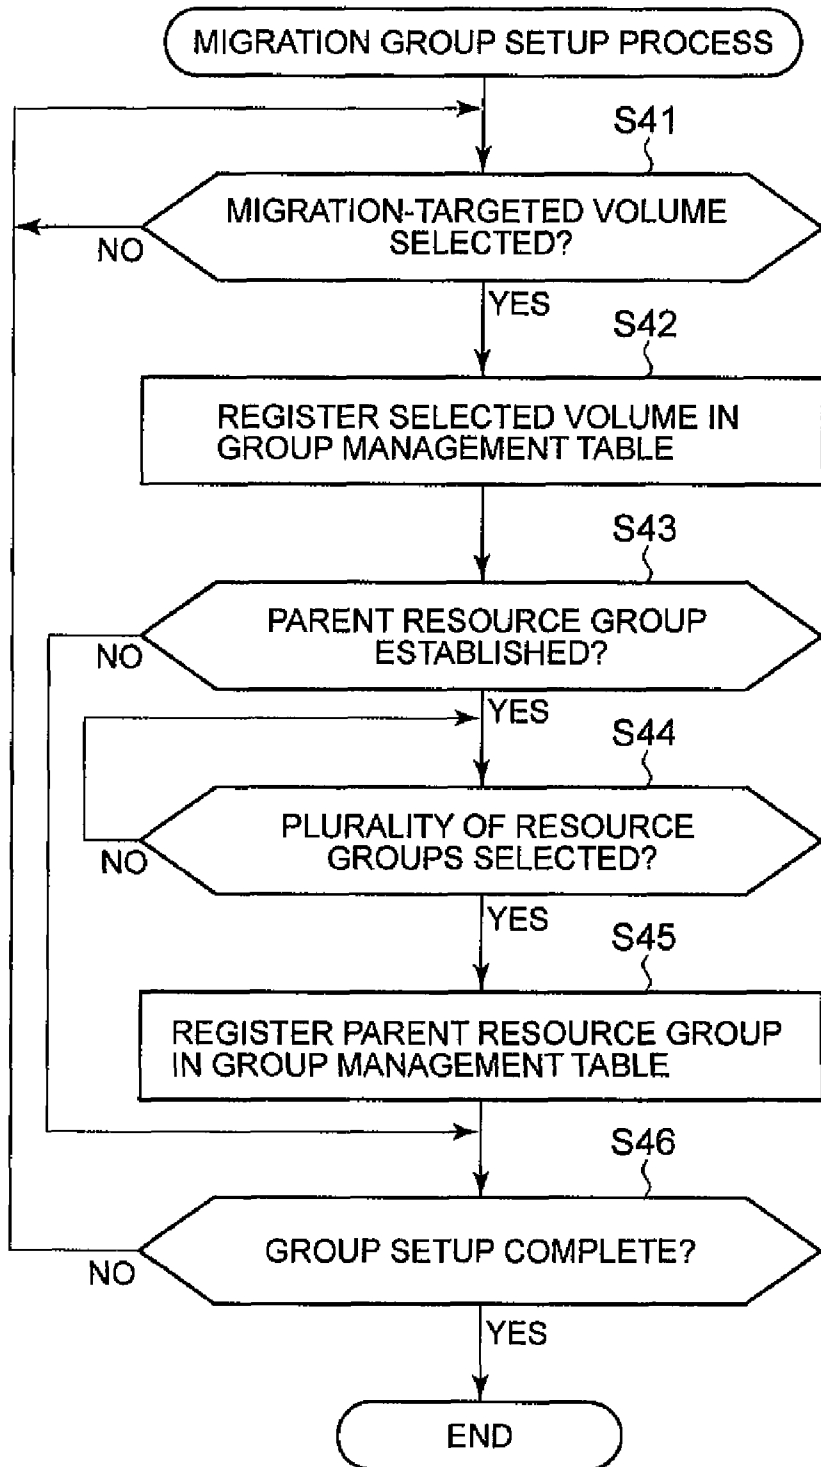 MIGRATION GROUP SETUP PROCESS
S41
MIGRATION-TARGETED VOLUME
SELECTED?
NO
YES
S42
REGISTER SELECTED VOLUME IN
GROUP MANAGEMENT TABLE
S43
PARENT RESOURCE GROUP
ESTABLISHED?
NO
YES
S44
PLURALITY OF RESOURCE
GROUPS SELECTED?
NO
YES
S45
REGISTER PARENT RESOURCE GROUP
IN GROUP MANAGEMENT TABLE
S46
GROUP SETUP COMPLETE?
NO
YES
END